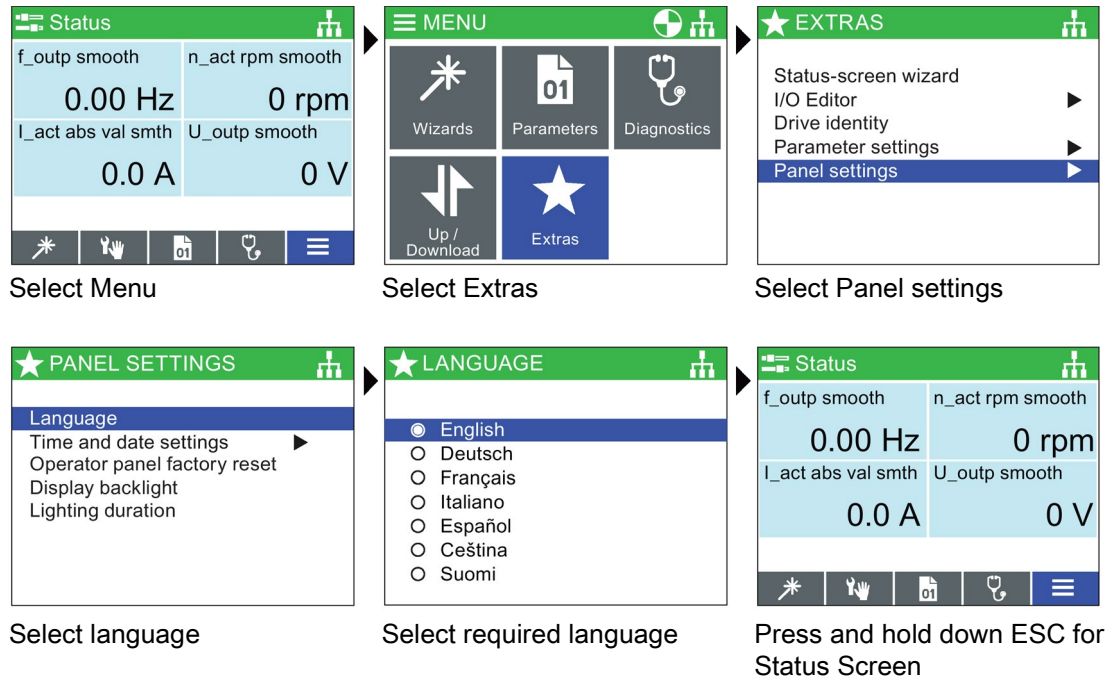 Status
f_outp smooth
n_act rpm smooth
0.00 Hz
0 rpm
I_act abs val smth
U_outp smooth
0.0 A
0 V
01
Select Menu
MENU
01
Wizards
Parameters
Diagnostics
Up /
Download
Extras
Select Extras
EXTRAS
Status-screen wizard
I/O Editor
Drive identity
Parameter settings
Panel settings
Select Panel settings
PANEL SETTINGS
Language
Time and date settings
Operator panel factory reset
Display backlight
Lighting duration
Select language
LANGUAGE
English
Deutsch
Français
Italiano
Español
Ceština
Suomi
Select required language
Status
f_outp smooth
n_act rpm smooth
0.00 Hz
0 rpm
I_act abs val smth
U_outp smooth
0.0 A
0 V
01
Press and hold down ESC for
Status Screen